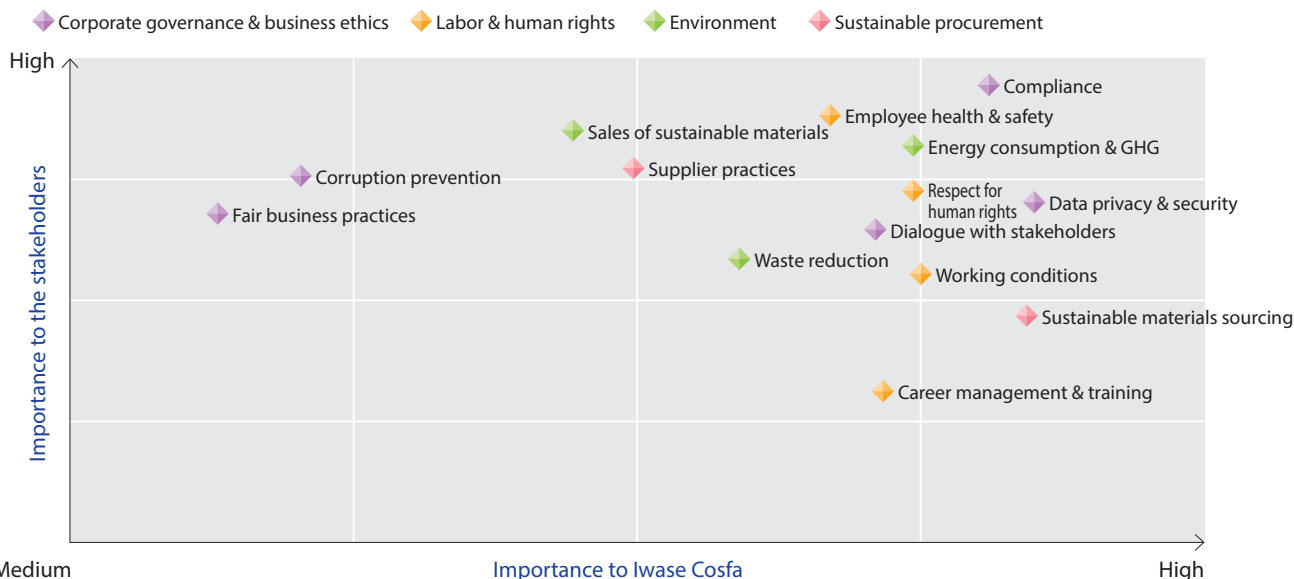 Corporate governance & business ethics
Labor & human rights
Environment
Sustainable procurement
High
Compliance
Employee health & safety
Sales of sustainable materials
Energy consumption & GHG
Supplier practices
Corruption prevention
Respect for
human rights
Data privacy & security
Fair business practices
Dialogue with stakeholders
Waste reduction
Working conditions
Sustainable materials sourcing
Career management & training
Importance to the stakeholders
Medium
Importance to Iwase Cosfa
High